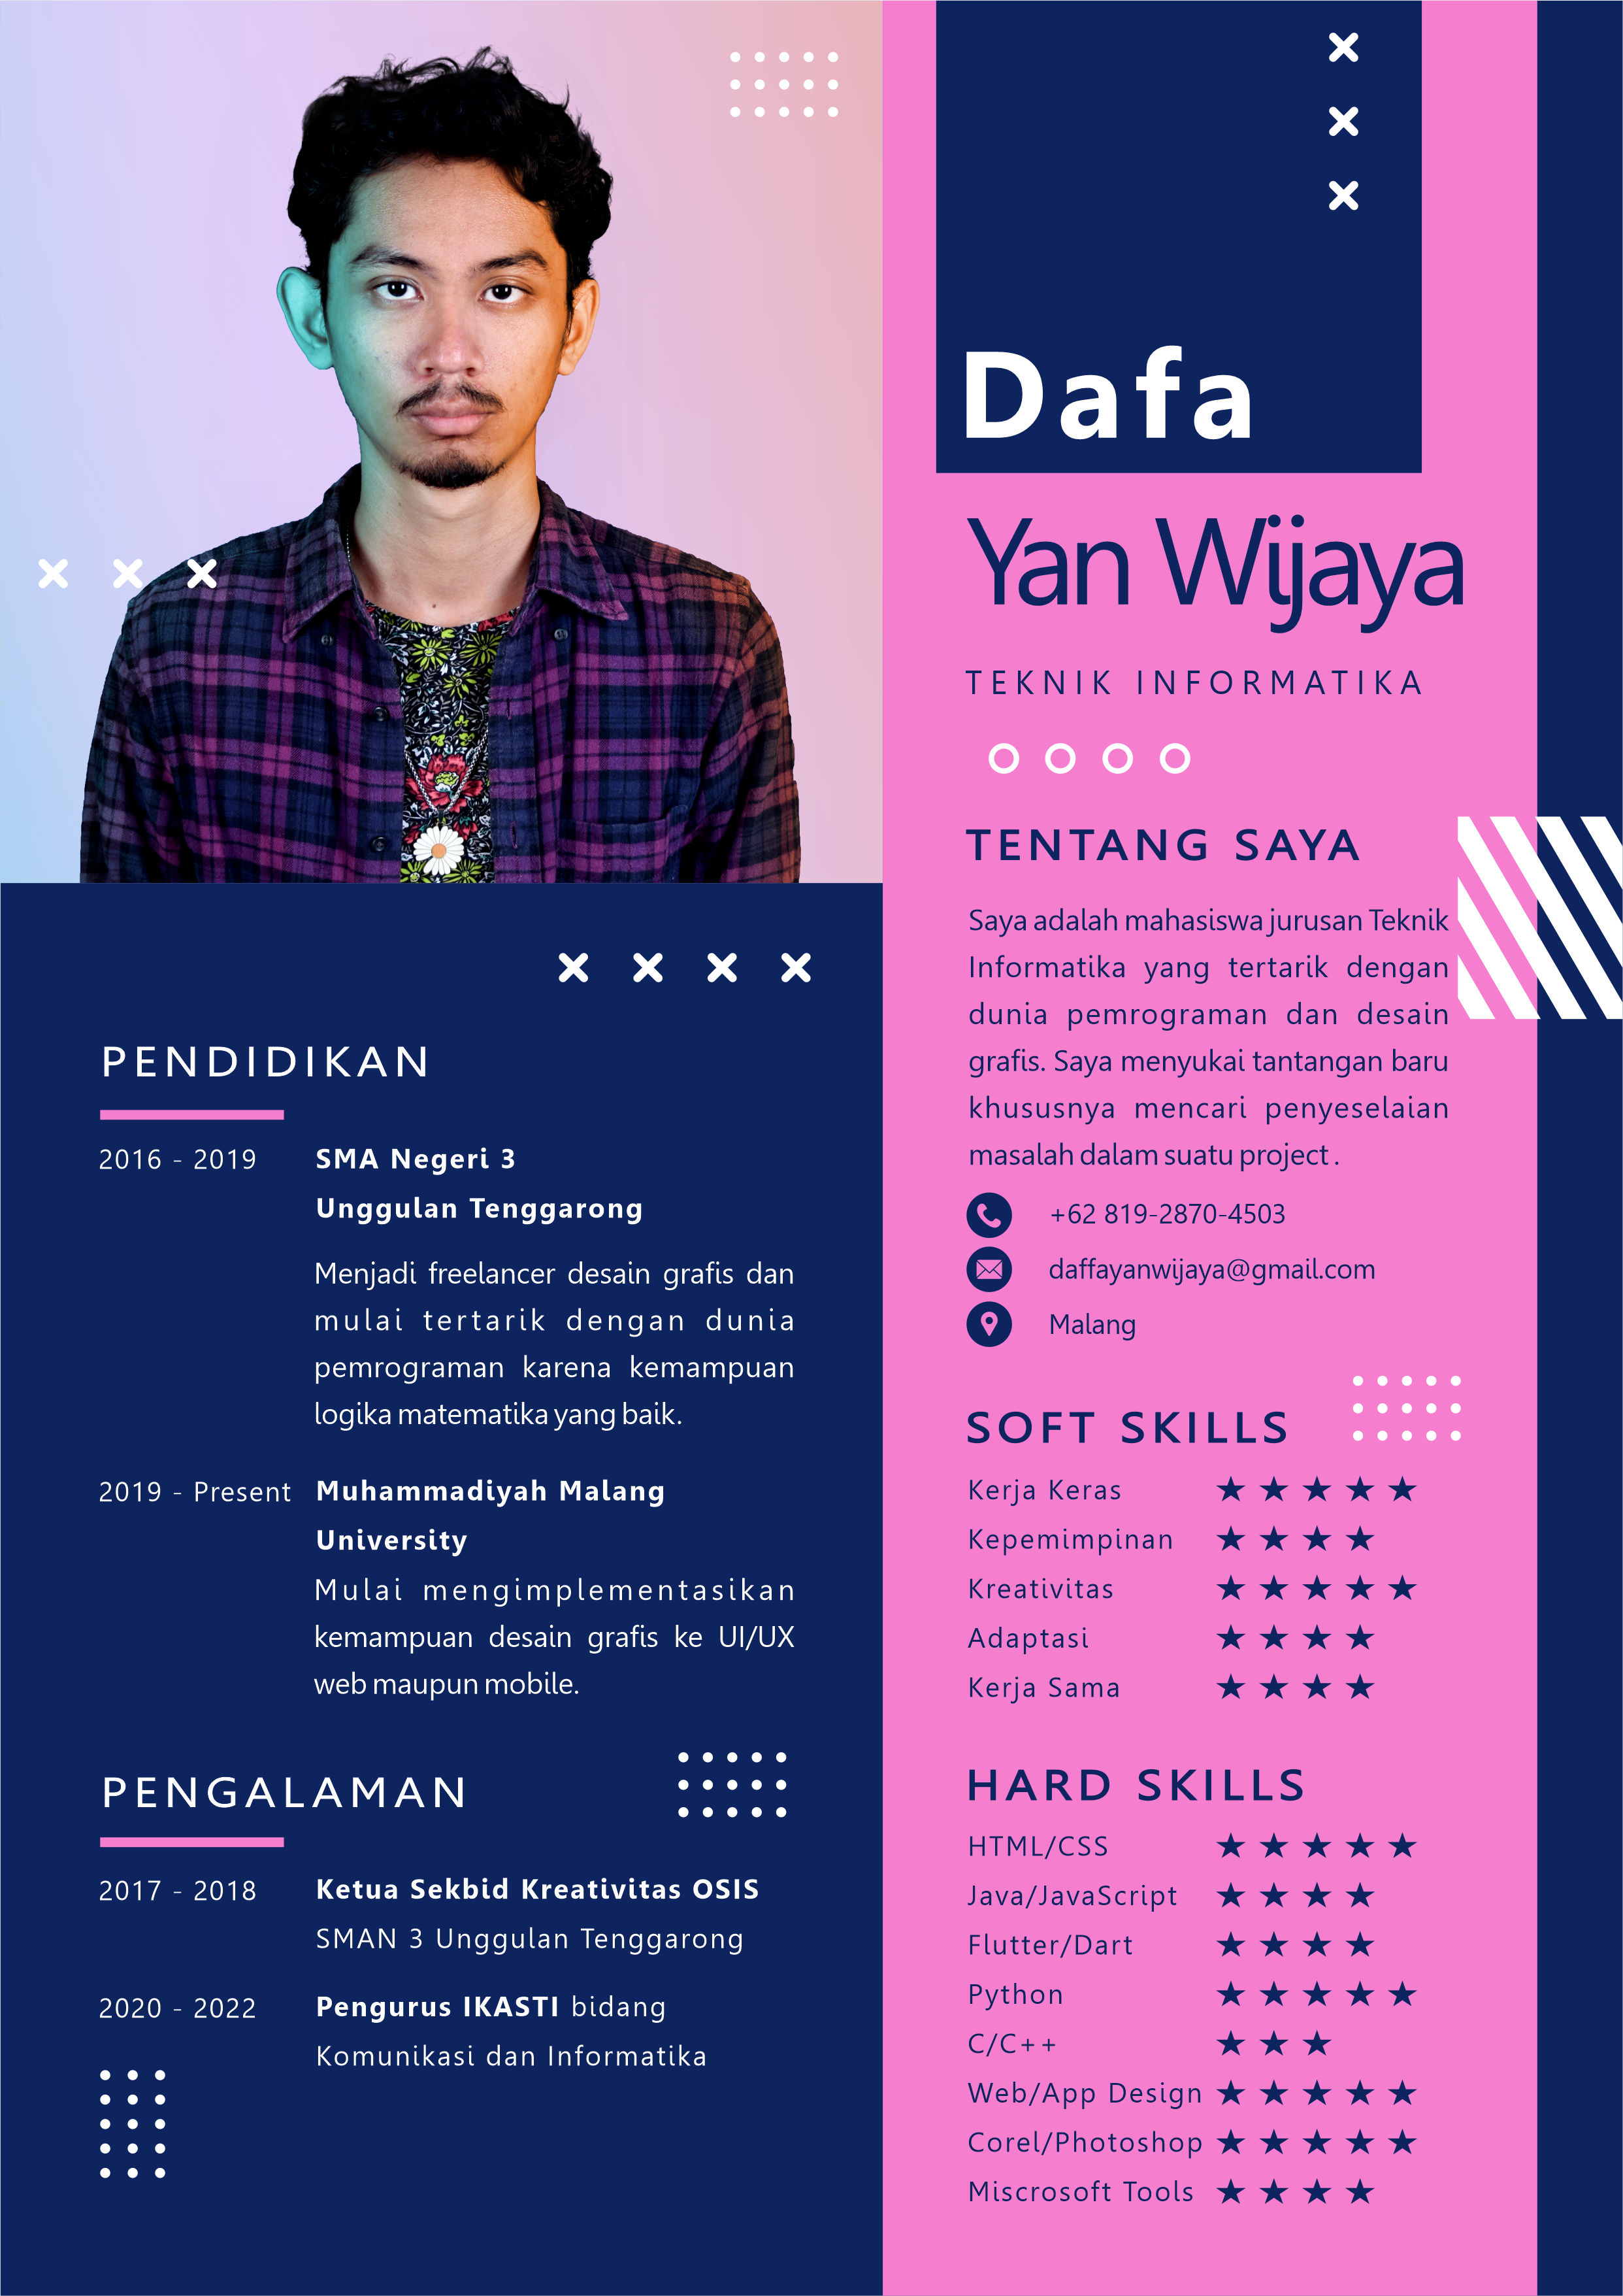 Dafa
Yan Wijaya
TEKNIK INFORMATIKA
TENTANG SAYA
Saya adalah mahasiswa jurusan Teknik
Informatika yang tertarik dengan
dunia pemrograman dan desain
grafis. Saya menyukai tantangan baru
khususnya mencari penyeselaian
masalah dalam suatu project .
+62 819-2870-4503
daffayanwijaya@gmail.com
Malang
SOFT SKILLS
Kerja Keras ★ ★ ★ ★ ★
Kepemimpinan ★ ★ ★ ★
Kreativitas ★ ★ ★ ★ ★
Adaptasi ★ ★ ★ ★
Kerja Sama ★ ★ ★ ★
HARD SKILLS
HTML/CSS ★ ★ ★ ★ ★
Java/JavaScript ★ ★ ★ ★
Flutter/Dart ★ ★ ★ ★
Python ★ ★ ★ ★ ★
C/C++ ★ ★ ★
Web/App Design ★ ★ ★ ★ ★
Corel/Photoshop ★ ★ ★ ★ ★
Miscrosoft Tools ★ ★ ★ ★
PENDIDIKAN
2016 - 2019 SMA Negeri 3
Unggulan Tenggarong
Menjadi freelancer desain grafis dan
mulai tertarik dengan dunia
pemrograman karena kemampuan
logika matematika yang baik.
2019 - Present Muhammadiyah Malang
University
Mulai mengimplementasikan
kemampuan desain grafis ke UI/UX
web maupun mobile.
PENGALAMAN
2017 - 2018 Ketua Sekbid Kreativitas OSIS
SMAN 3 Unggulan Tenggarong
2020 - 2022 Pengurus IKASTI bidang
Komunikasi dan Informatika